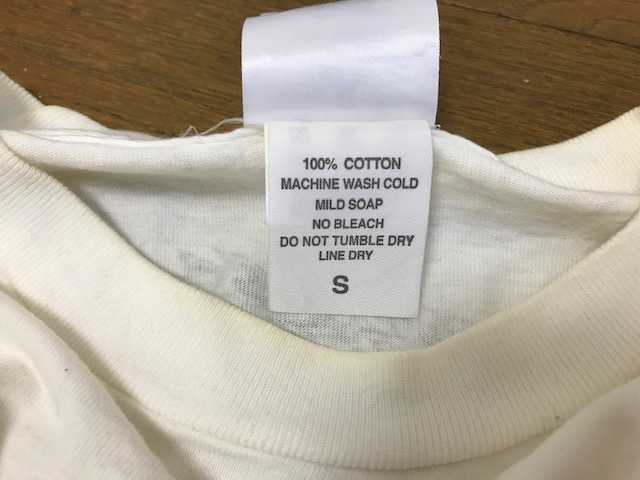 100% COTTON
MACHINE WASH COLD
MILD SOAP
NO BLEACH
DO NOT TUMBLE DRY
LINE DRY
S